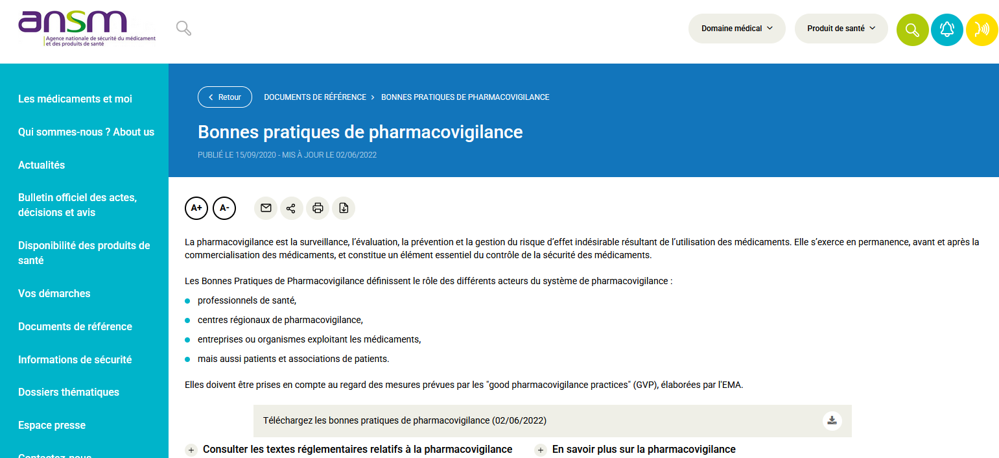 ansm
Agence nationale de sécurité du médicament
et des produits de santé
Domaine médical
Produit de santé
Les médicaments et moi
Qui sommes-nous ? About us
Actualités
Bulletin officiel des actes,
décisions et avis
Disponibilité des produits de
santé
Vos démarches
Documents de référence
Informations de sécurité
Dossiers thématiques
Espace presse
Contactez-nous
Retour
DOCUMENTS DE RÉFÉRENCE > BONNES PRATIQUES DE PHARMACOVIGILANCE
Bonnes pratiques de pharmacovigilance
PUBLIÉ LE 15/09/2020 - MIS À JOUR LE 02/06/2022
A+ A-
La pharmacovigilance est la surveillance, l’évaluation, la prévention et la gestion du risque d’effet indésirable résultant de l’utilisation des médicaments. Elle s’exerce en permanence, avant et après la
commercialisation des médicaments, et constitue un élément essentiel du contrôle de la sécurité des médicaments.
Les Bonnes Pratiques de Pharmacovigilance définissent le rôle des différents acteurs du système de pharmacovigilance :
professionnels de santé,
centres régionaux de pharmacovigilance,
entreprises ou organismes exploitant les médicaments,
mais aussi patients et associations de patients.
Elles doivent être prises en compte au regard des mesures prévues par les "good pharmacovigilance practices" (GVP), élaborées par l'EMA.
Téléchargez les bonnes pratiques de pharmacovigilance (02/06/2022)
+ Consulter les textes réglementaires relatifs à la pharmacovigilance
+ En savoir plus sur la pharmacovigilance